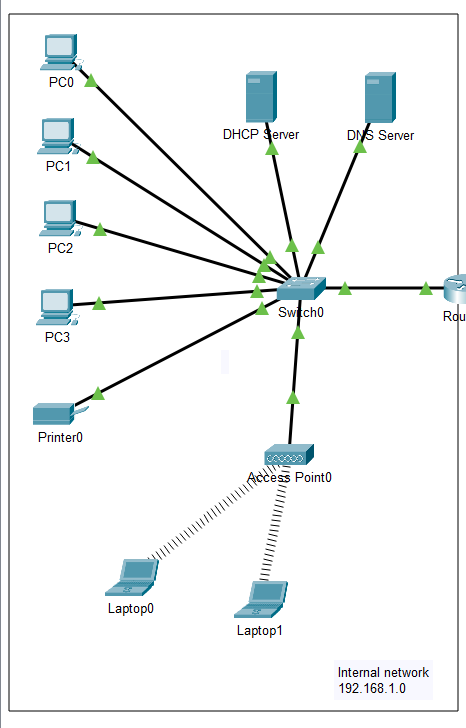 PC0
DHCP Server
DNS Server
PC1
PC2
PC3
Switch0
Rou
Printer0
Access Point0
Laptop0
Laptop1
Internal network
192.168.1.0